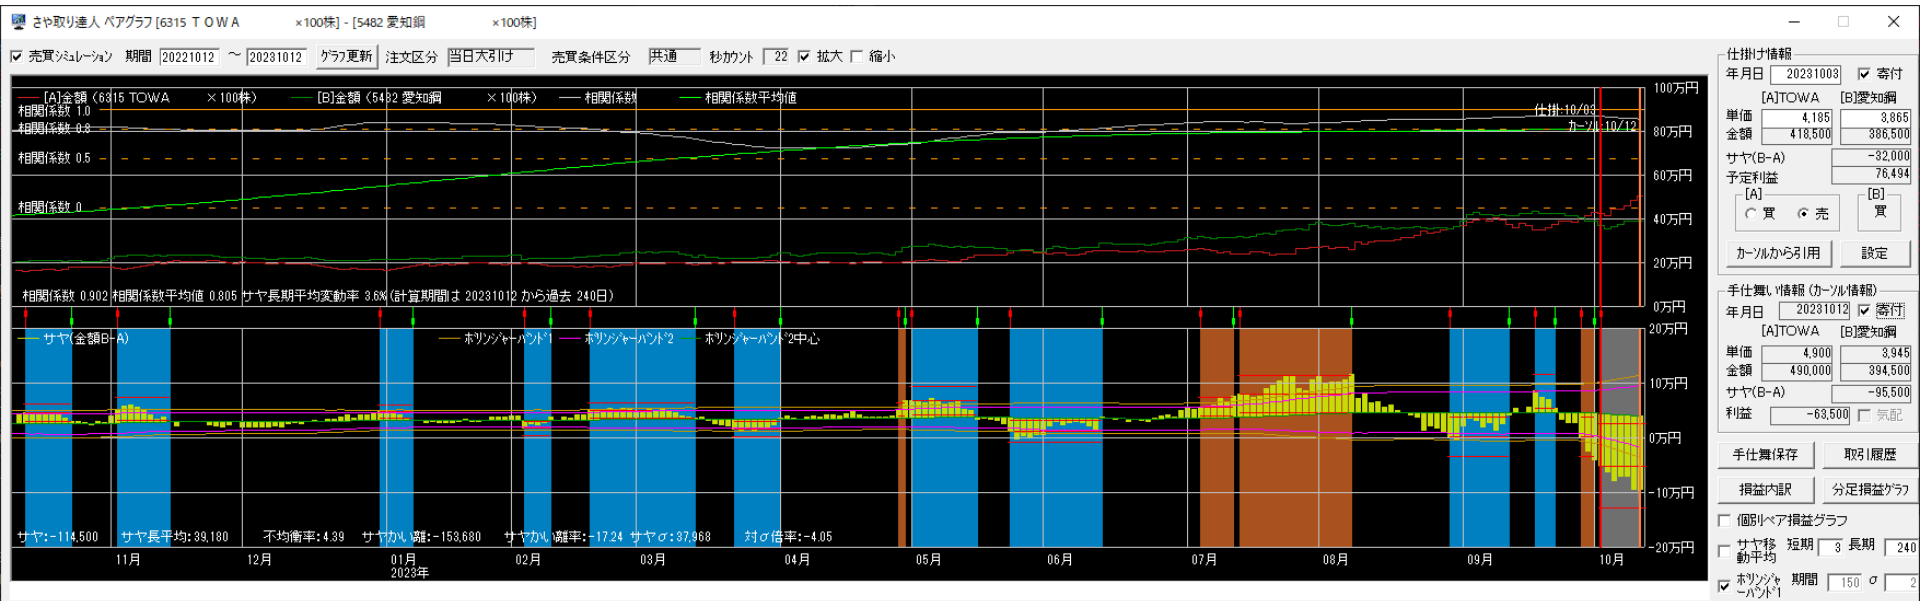 さや取り達人 ペアグラフ [6315 ＴＯＷＡ ×100株] - [5482 愛知鋼 ×100株]
売買シミュレーション 期間 20221012 ～ 20231012 グラフ更新 注文区分 当日大引け 売買条件区分 共通 秒カウント 22 拡大 縮小
[A]金額 (6315 TOWA ×100株) [B]金額 (5482 愛知鋼 ×100株) 相関係数 相関係数平均値
相関係数 1.0
相関係数 0.8
相関係数 0.5
相関係数 0
仕掛:10/03
カーソル:10/12
100万円
80万円
60万円
40万円
20万円
0万円
相関係数 0.902 相関係数平均値 0.805 サヤ長期平均変動率 3.6% (計算期間は 20231012 から過去 240日)
サヤ(金額B-A) ボリンジャーバンド1 ボリンジャーバンド2 ボリンジャーバンド2中心
20万円
10万円
0万円
-10万円
-20万円
サヤ:-114,500 サヤ長平均:39,180 不均衡率:4.39 サヤかい離:-153,680 サヤかい離率:-17.24 サヤσ:37,968 対σ倍率:-4.05
11月 12月 01月 02月 03月 04月 05月 06月 07月 08月 09月 10月
2023年
仕掛け情報
年月日 20231003 寄付
[A]TOWA [B]愛知鋼
単価 4,185 3,865
金額 418,500 386,500
サヤ(B-A) -32,000
予定利益 76,494
[A] [B]
買 売 買
カーソルから引用 設定
手仕舞い情報 (カーソル情報)
年月日 20231012 寄付
[A]TOWA [B]愛知鋼
単価 4,900 3,945
金額 490,000 394,500
サヤ(B-A) -95,500
利益 -63,500 気配
手仕舞保存 取引履歴
損益内訳 分足損益グラフ
個別ペア損益グラフ
サヤ移動平均 短期 3 長期 240
ボリンジャーバンド1 期間 150 σ 2